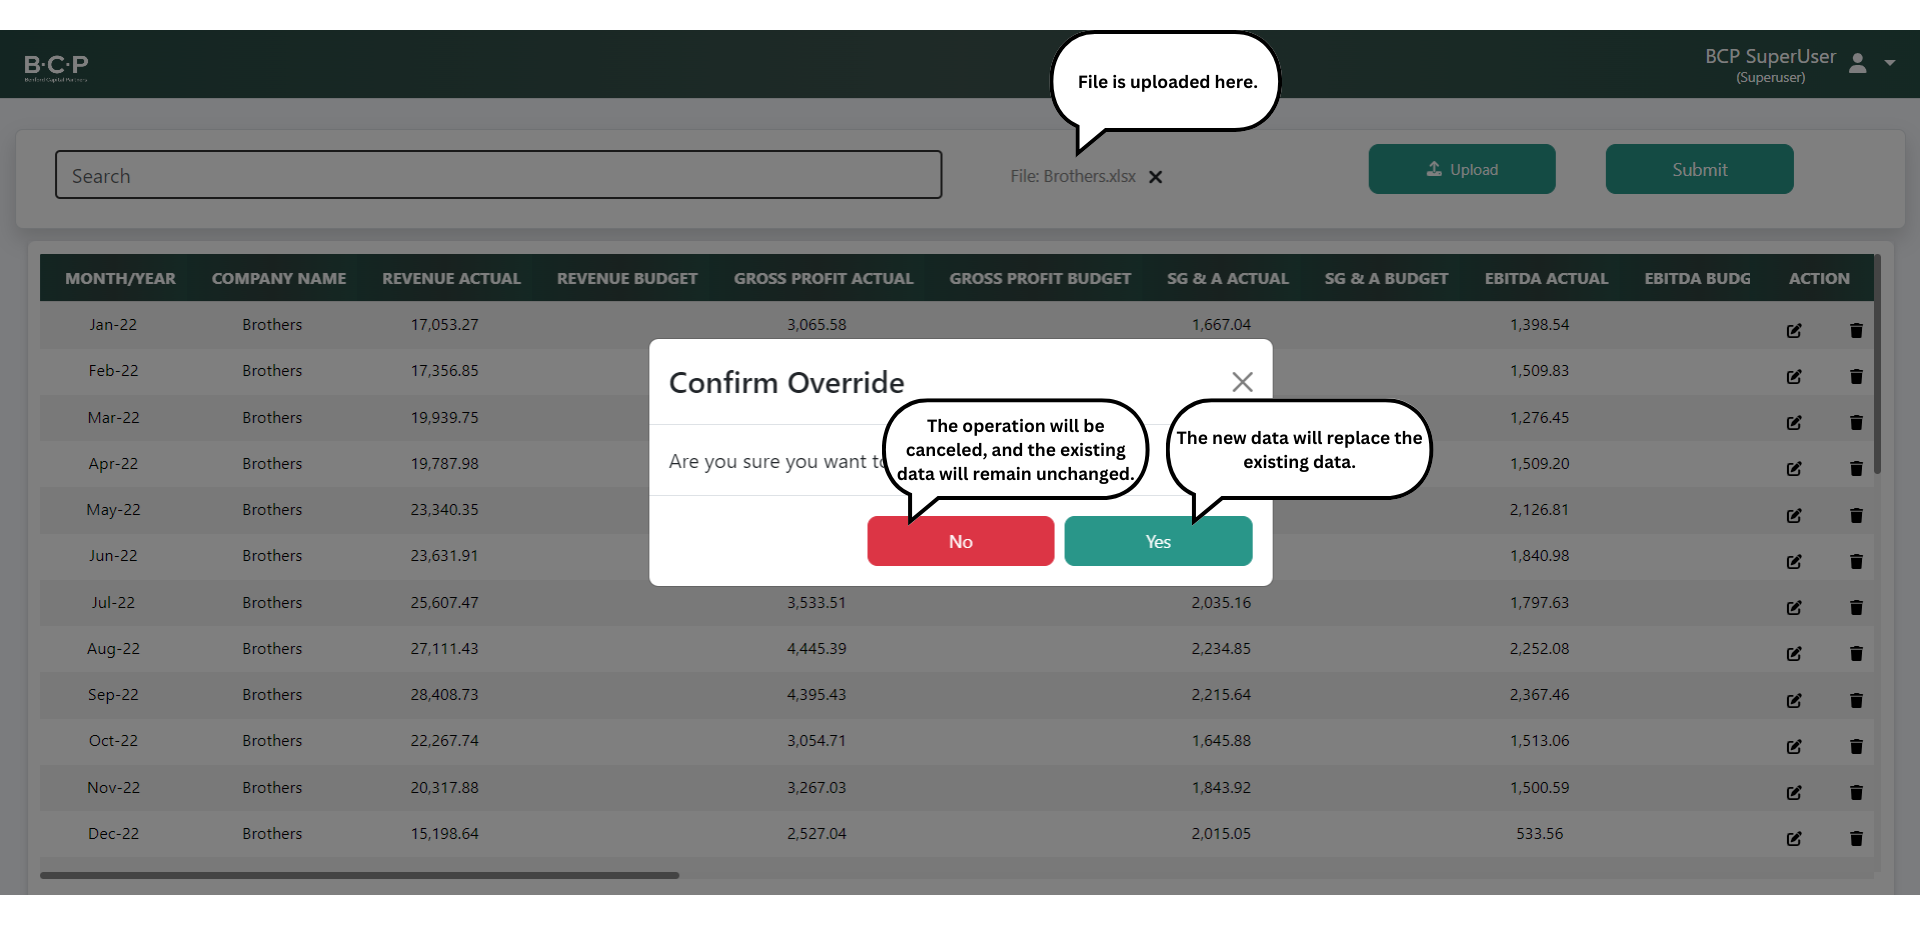 B·C·P
Benford Capital Partners
BCP SuperUser
(Superuser)
File is uploaded here.
Search
File: Brothers.xlsx
Upload
Submit
MONTH/YEAR COMPANY NAME REVENUE ACTUAL REVENUE BUDGET GROSS PROFIT ACTUAL GROSS PROFIT BUDGET SG & A ACTUAL SG & A BUDGET EBITDA ACTUAL EBITDA BUDG ACTION
Jan-22 Brothers 17,053.27 3,065.58 1,667.04 1,398.54
Feb-22 Brothers 17,356.85 1,509.83
Mar-22 Brothers 19,939.75 1,276.45
Apr-22 Brothers 19,787.98 1,509.20
May-22 Brothers 23,340.35 2,126.81
Jun-22 Brothers 23,631.91 1,840.98
Jul-22 Brothers 25,607.47 3,533.51 2,035.16 1,797.63
Aug-22 Brothers 27,111.43 4,445.39 2,234.85 2,252.08
Sep-22 Brothers 28,408.73 4,395.43 2,215.64 2,367.46
Oct-22 Brothers 22,267.74 3,054.71 1,645.88 1,513.06
Nov-22 Brothers 20,317.88 3,267.03 1,843.92 1,500.59
Dec-22 Brothers 15,198.64 2,527.04 2,015.05 533.56
Confirm Override
Are you sure you want
The operation will be
canceled, and the existing
data will remain unchanged.
The new data will replace the
existing data.
No
Yes